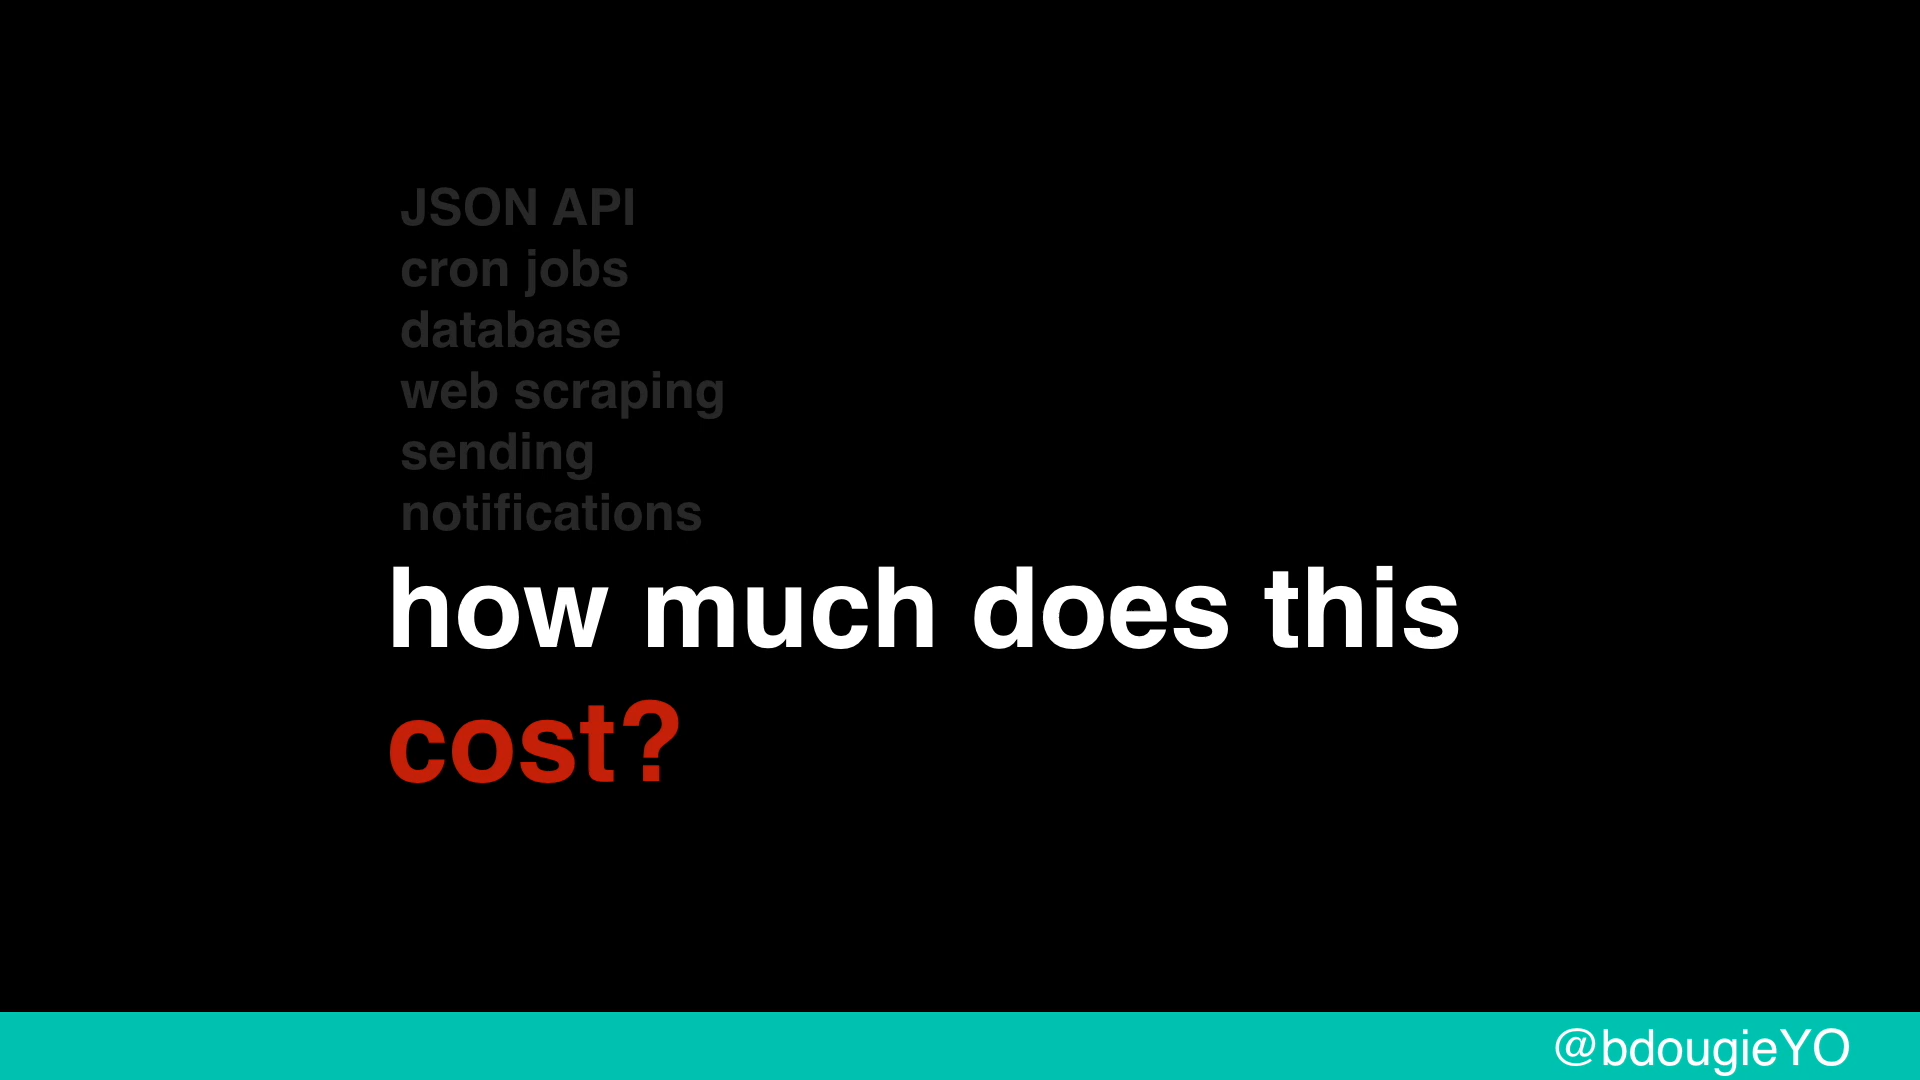 JSON API
cron jobs
database
web scraping
sending
notifications
how much does this
cost?
@bdougieYO